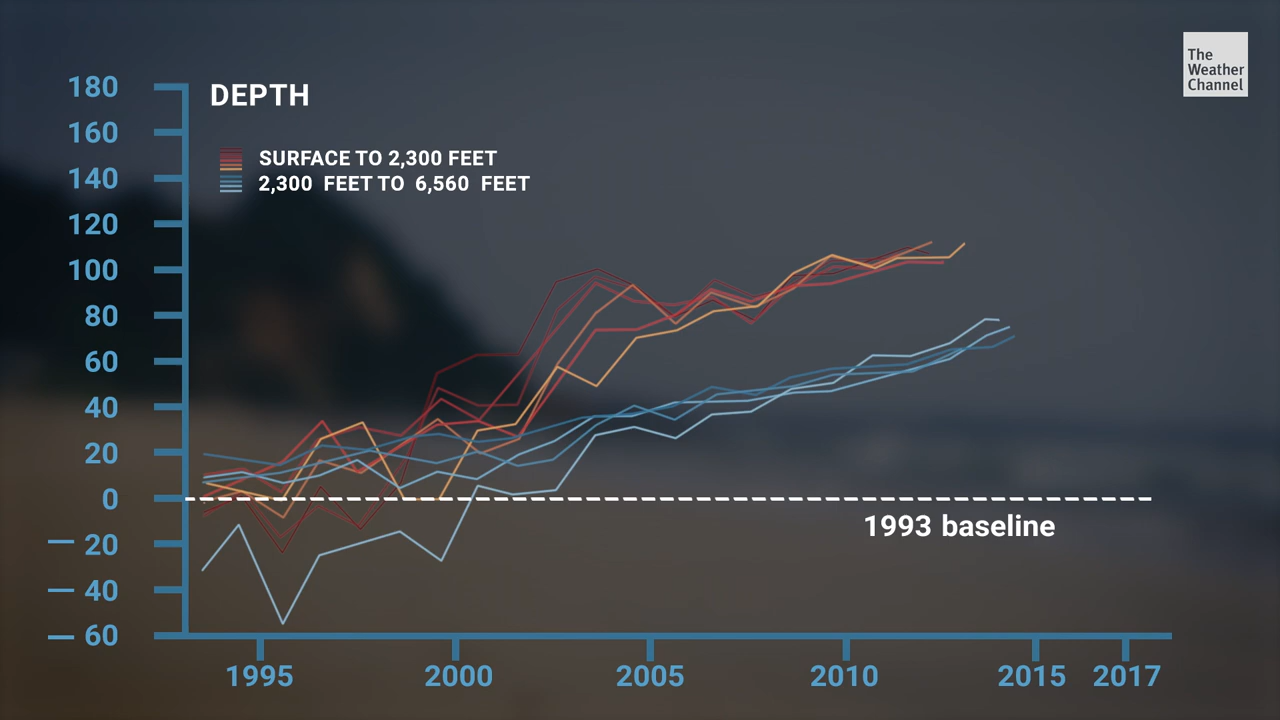 The
Weather
Channel
DEPTH
SURFACE TO 2,300 FEET
2,300 FEET TO 6,560 FEET
180
160
140
120
100
80
60
40
20
0
— 20
— 40
— 60
1993 baseline
1995 2000 2005 2010 2015 2017